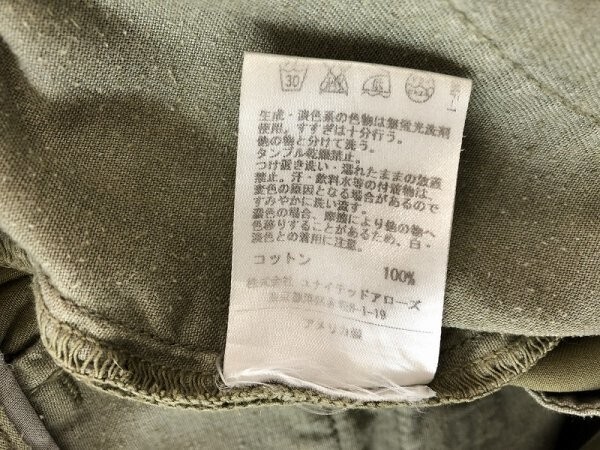 30
生成・淡色系の色物は無蛍光洗剤
使用。すすぎは十分行う。
他の物と分けて洗う。
タンブル乾燥禁止。
つけ置き洗い・濡れたままの放置
禁止。汗・飲料水等の付着物は、
変色の原因となる場合があるので
すみやかに洗い流す。
濃色の場合、摩擦により他の物へ
色移りすることがあるため、白・
淡色との着用に注意。
コットン 100%
株式会社 ユナイテッドアローズ
8-1-19
アメリカ製